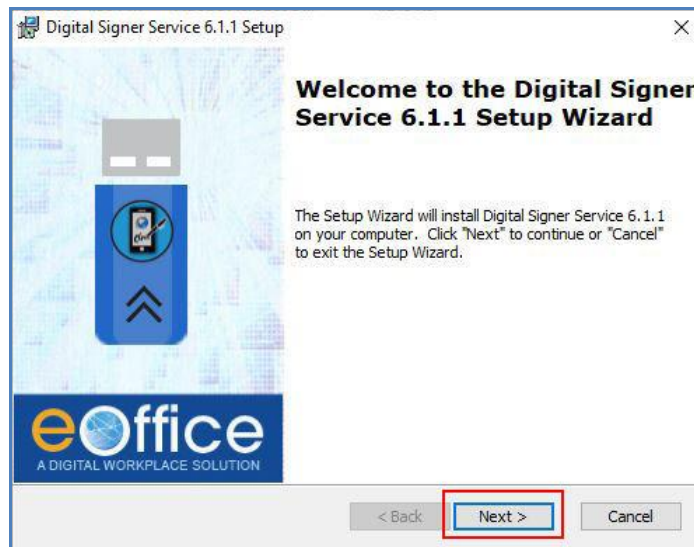 Digital Signer Service 6.1.1 Setup
Welcome to the Digital Signer
Service 6.1.1 Setup Wizard
The Setup Wizard will install Digital Signer Service 6.1.1
on your computer. Click "Next" to continue or "Cancel"
to exit the Setup Wizard.
eOffice
A DIGITAL WORKPLACE SOLUTION
< Back Next > Cancel